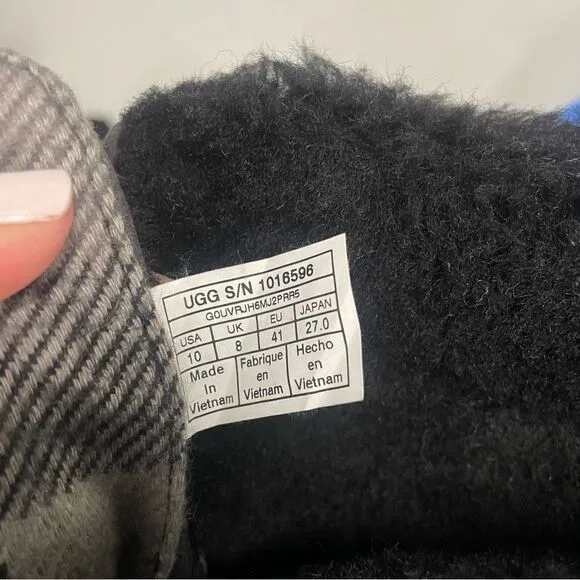 UGG S/N 1016596
G0UVRJH6MJ2PRR5
USA UK EU JAPAN
10 8 41 27.0
Made Fabrique Hecho
In en en
Vietnam Vietnam Vietnam